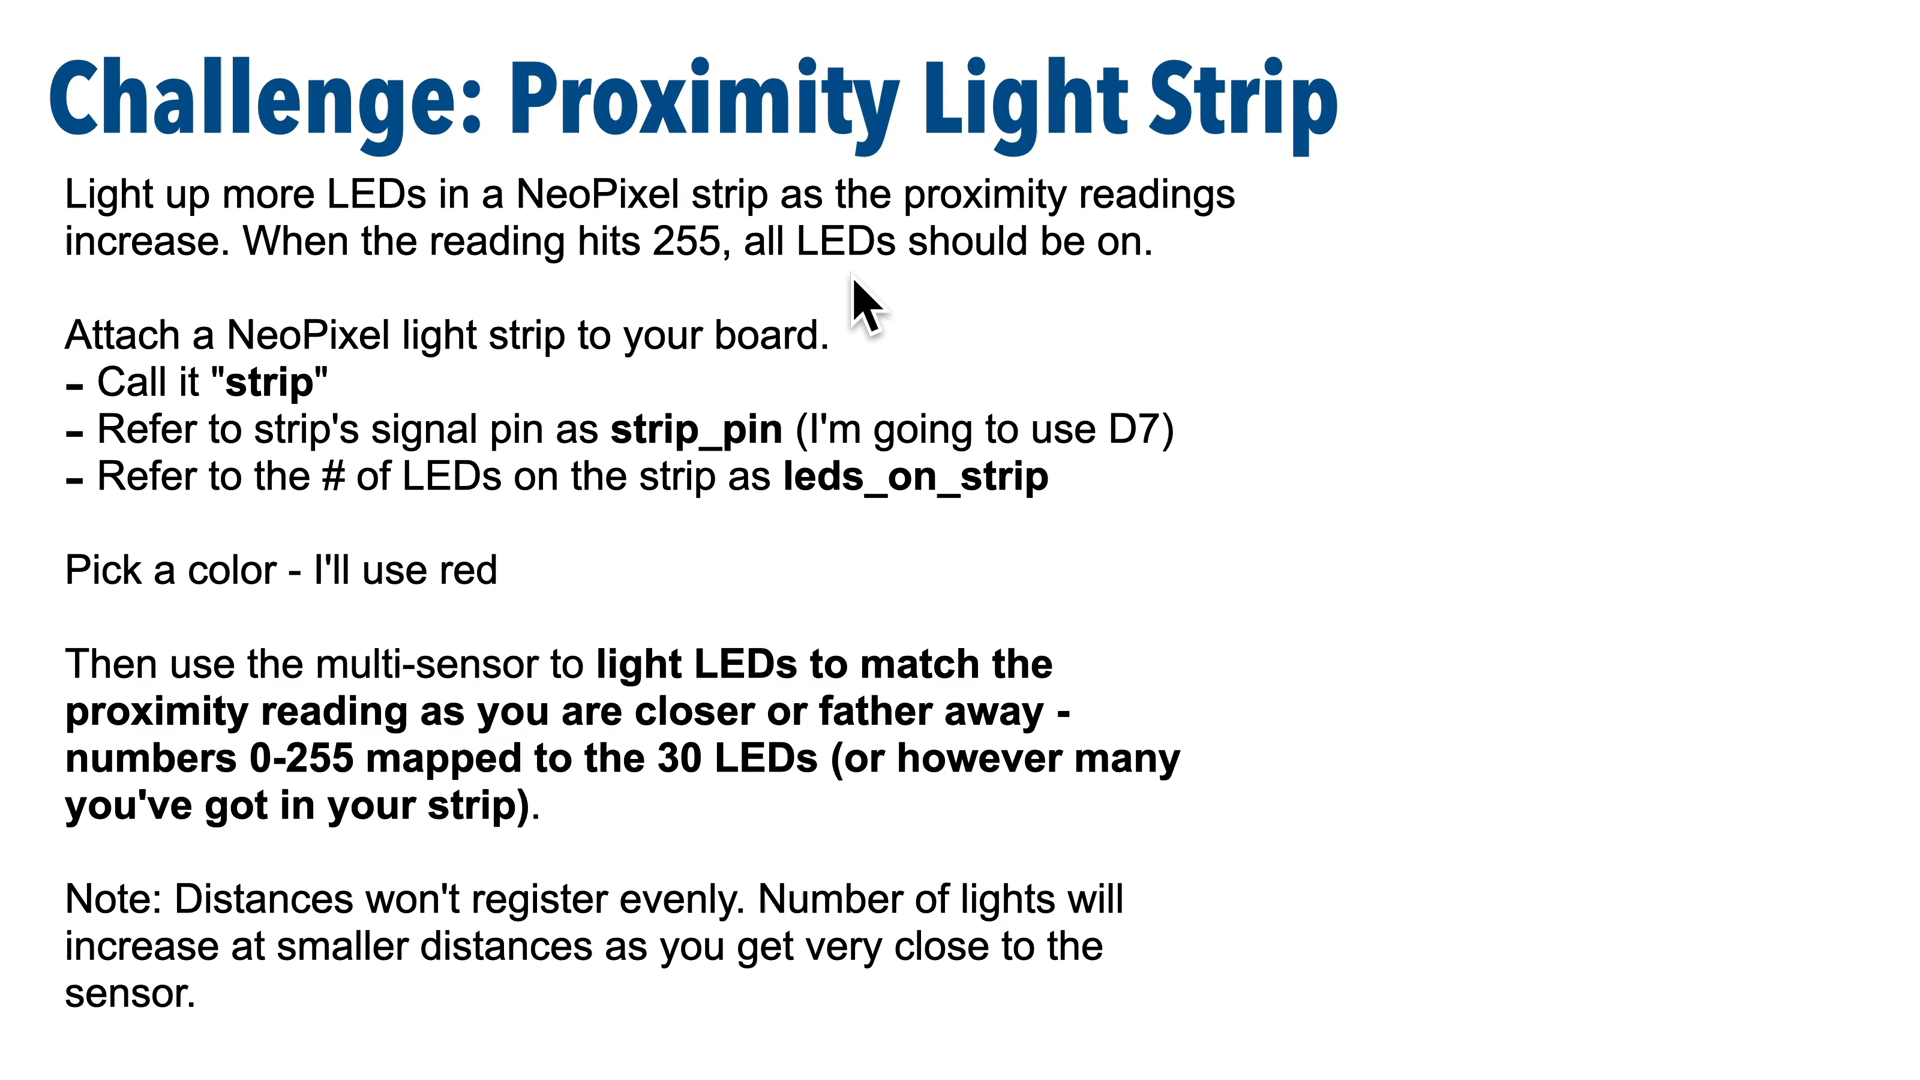 Challenge: Proximity Light Strip
Light up more LEDs in a NeoPixel strip as the proximity readings
increase. When the reading hits 255, all LEDs should be on.
Attach a NeoPixel light strip to your board.
- Call it "strip"
- Refer to strip's signal pin as strip_pin (I'm going to use D7)
- Refer to the # of LEDs on the strip as leds_on_strip
Pick a color - I'll use red
Then use the multi-sensor to light LEDs to match the
proximity reading as you are closer or father away -
numbers 0-255 mapped to the 30 LEDs (or however many
you've got in your strip).
Note: Distances won't register evenly. Number of lights will
increase at smaller distances as you get very close to the
sensor.